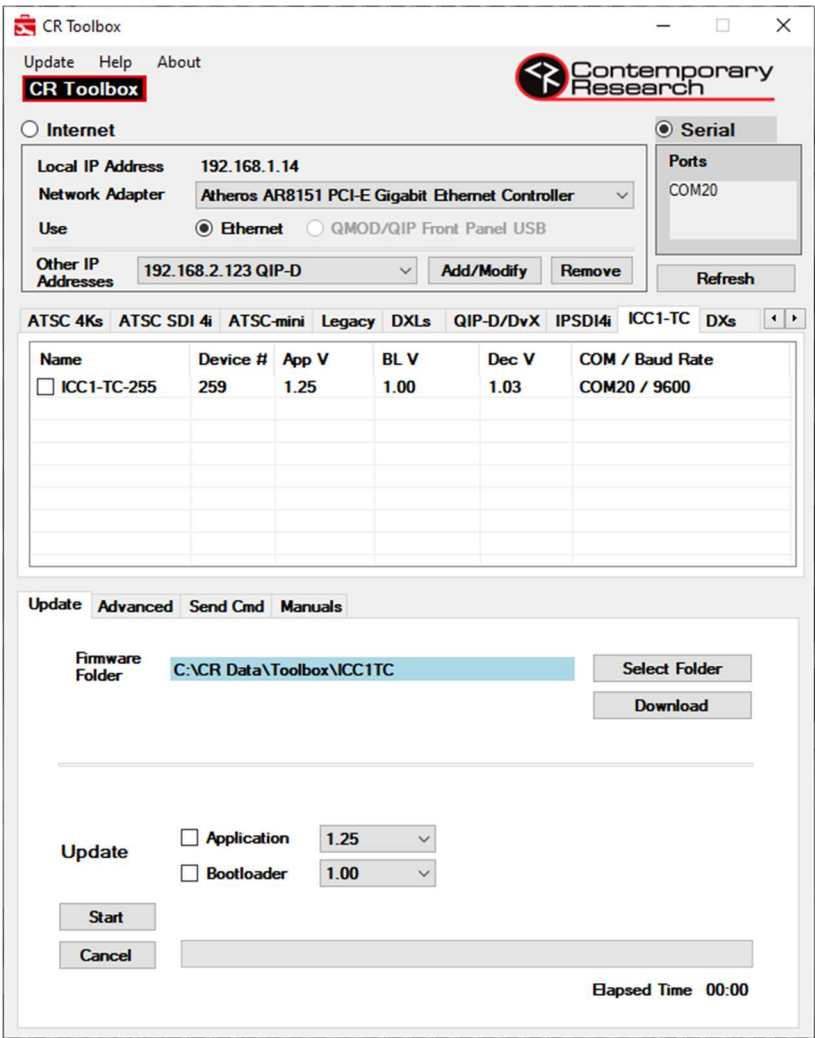 CR Toolbox
Update Help About
CR Toolbox
Contemporary
Research
Internet
Serial
Local IP Address 192.168.1.14
Network Adapter Atheros AR8151 PCI-E Gigabit Ethernet Controller
Use Ethernet QMOD/QIP Front Panel USB
Other IP
Addresses 192.168.2.123 QIP-D Add/Modify Remove
Ports
COM20
Refresh
ATSC 4Ks ATSC SDI 4i ATSC-mini Legacy DXLs QIP-D/DvX IPSDI4i ICC1-TC DXs
Name Device # App V BL V Dec V COM / Baud Rate
ICC1-TC-255 259 1.25 1.00 1.03 COM20 / 9600
Update Advanced Send Cmd Manuals
Firmware
Folder C:\CR Data\Toolbox\ICC1TC Select Folder
Download
Update
Application 1.25
Bootloader 1.00
Start
Cancel
Elapsed Time 00:00